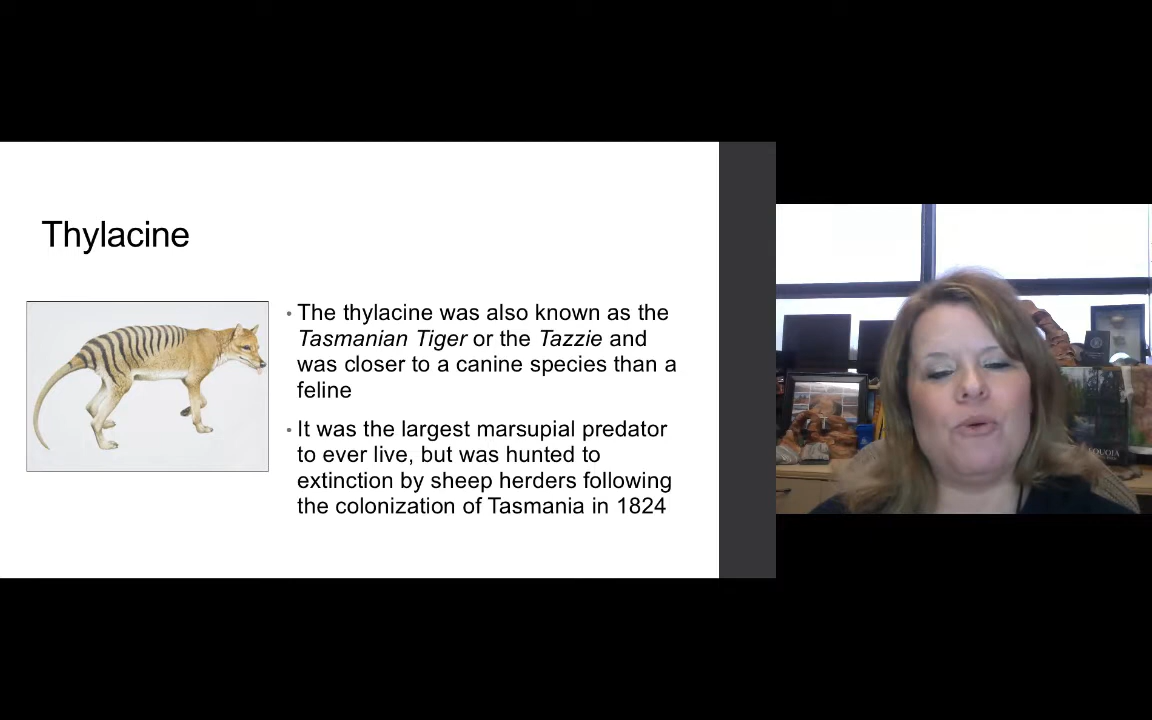 Thylacine
• The thylacine was also known as the
Tasmanian Tiger or the Tazzie and
was closer to a canine species than a
feline
• It was the largest marsupial predator
to ever live, but was hunted to
extinction by sheep herders following
the colonization of Tasmania in 1824
SEQUOIA